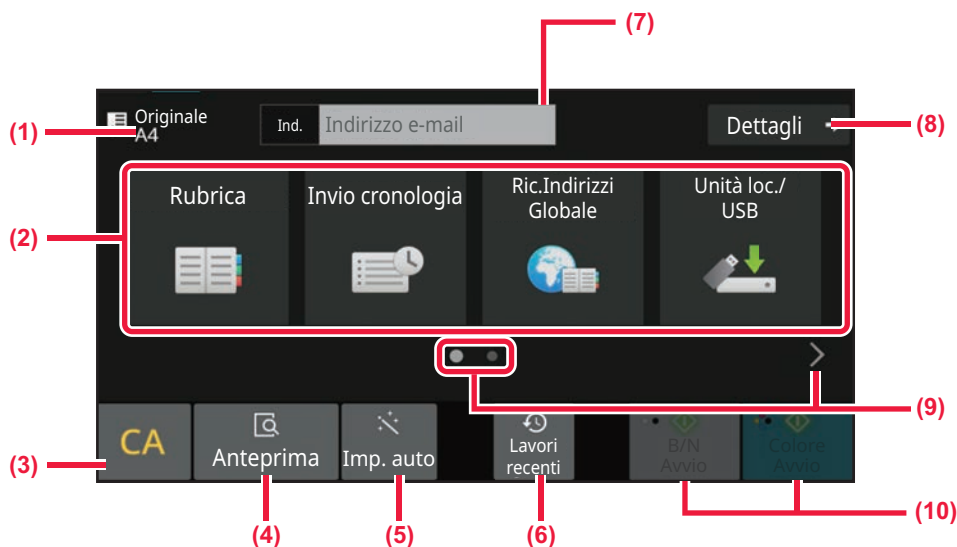 (7)
(1)
Originale
A4
Ind.
Indirizzo e-mail
Dettagli
(8)
(2)
Rubrica
Invio cronologia
Ric.Indirizzi
Globale
Unità loc./
USB
(9)
(3)
CA
Anteprima
Imp. auto
Lavori
recenti
B/N
Avvio
Colore
Avvio
(4)
(5)
(6)
(10)